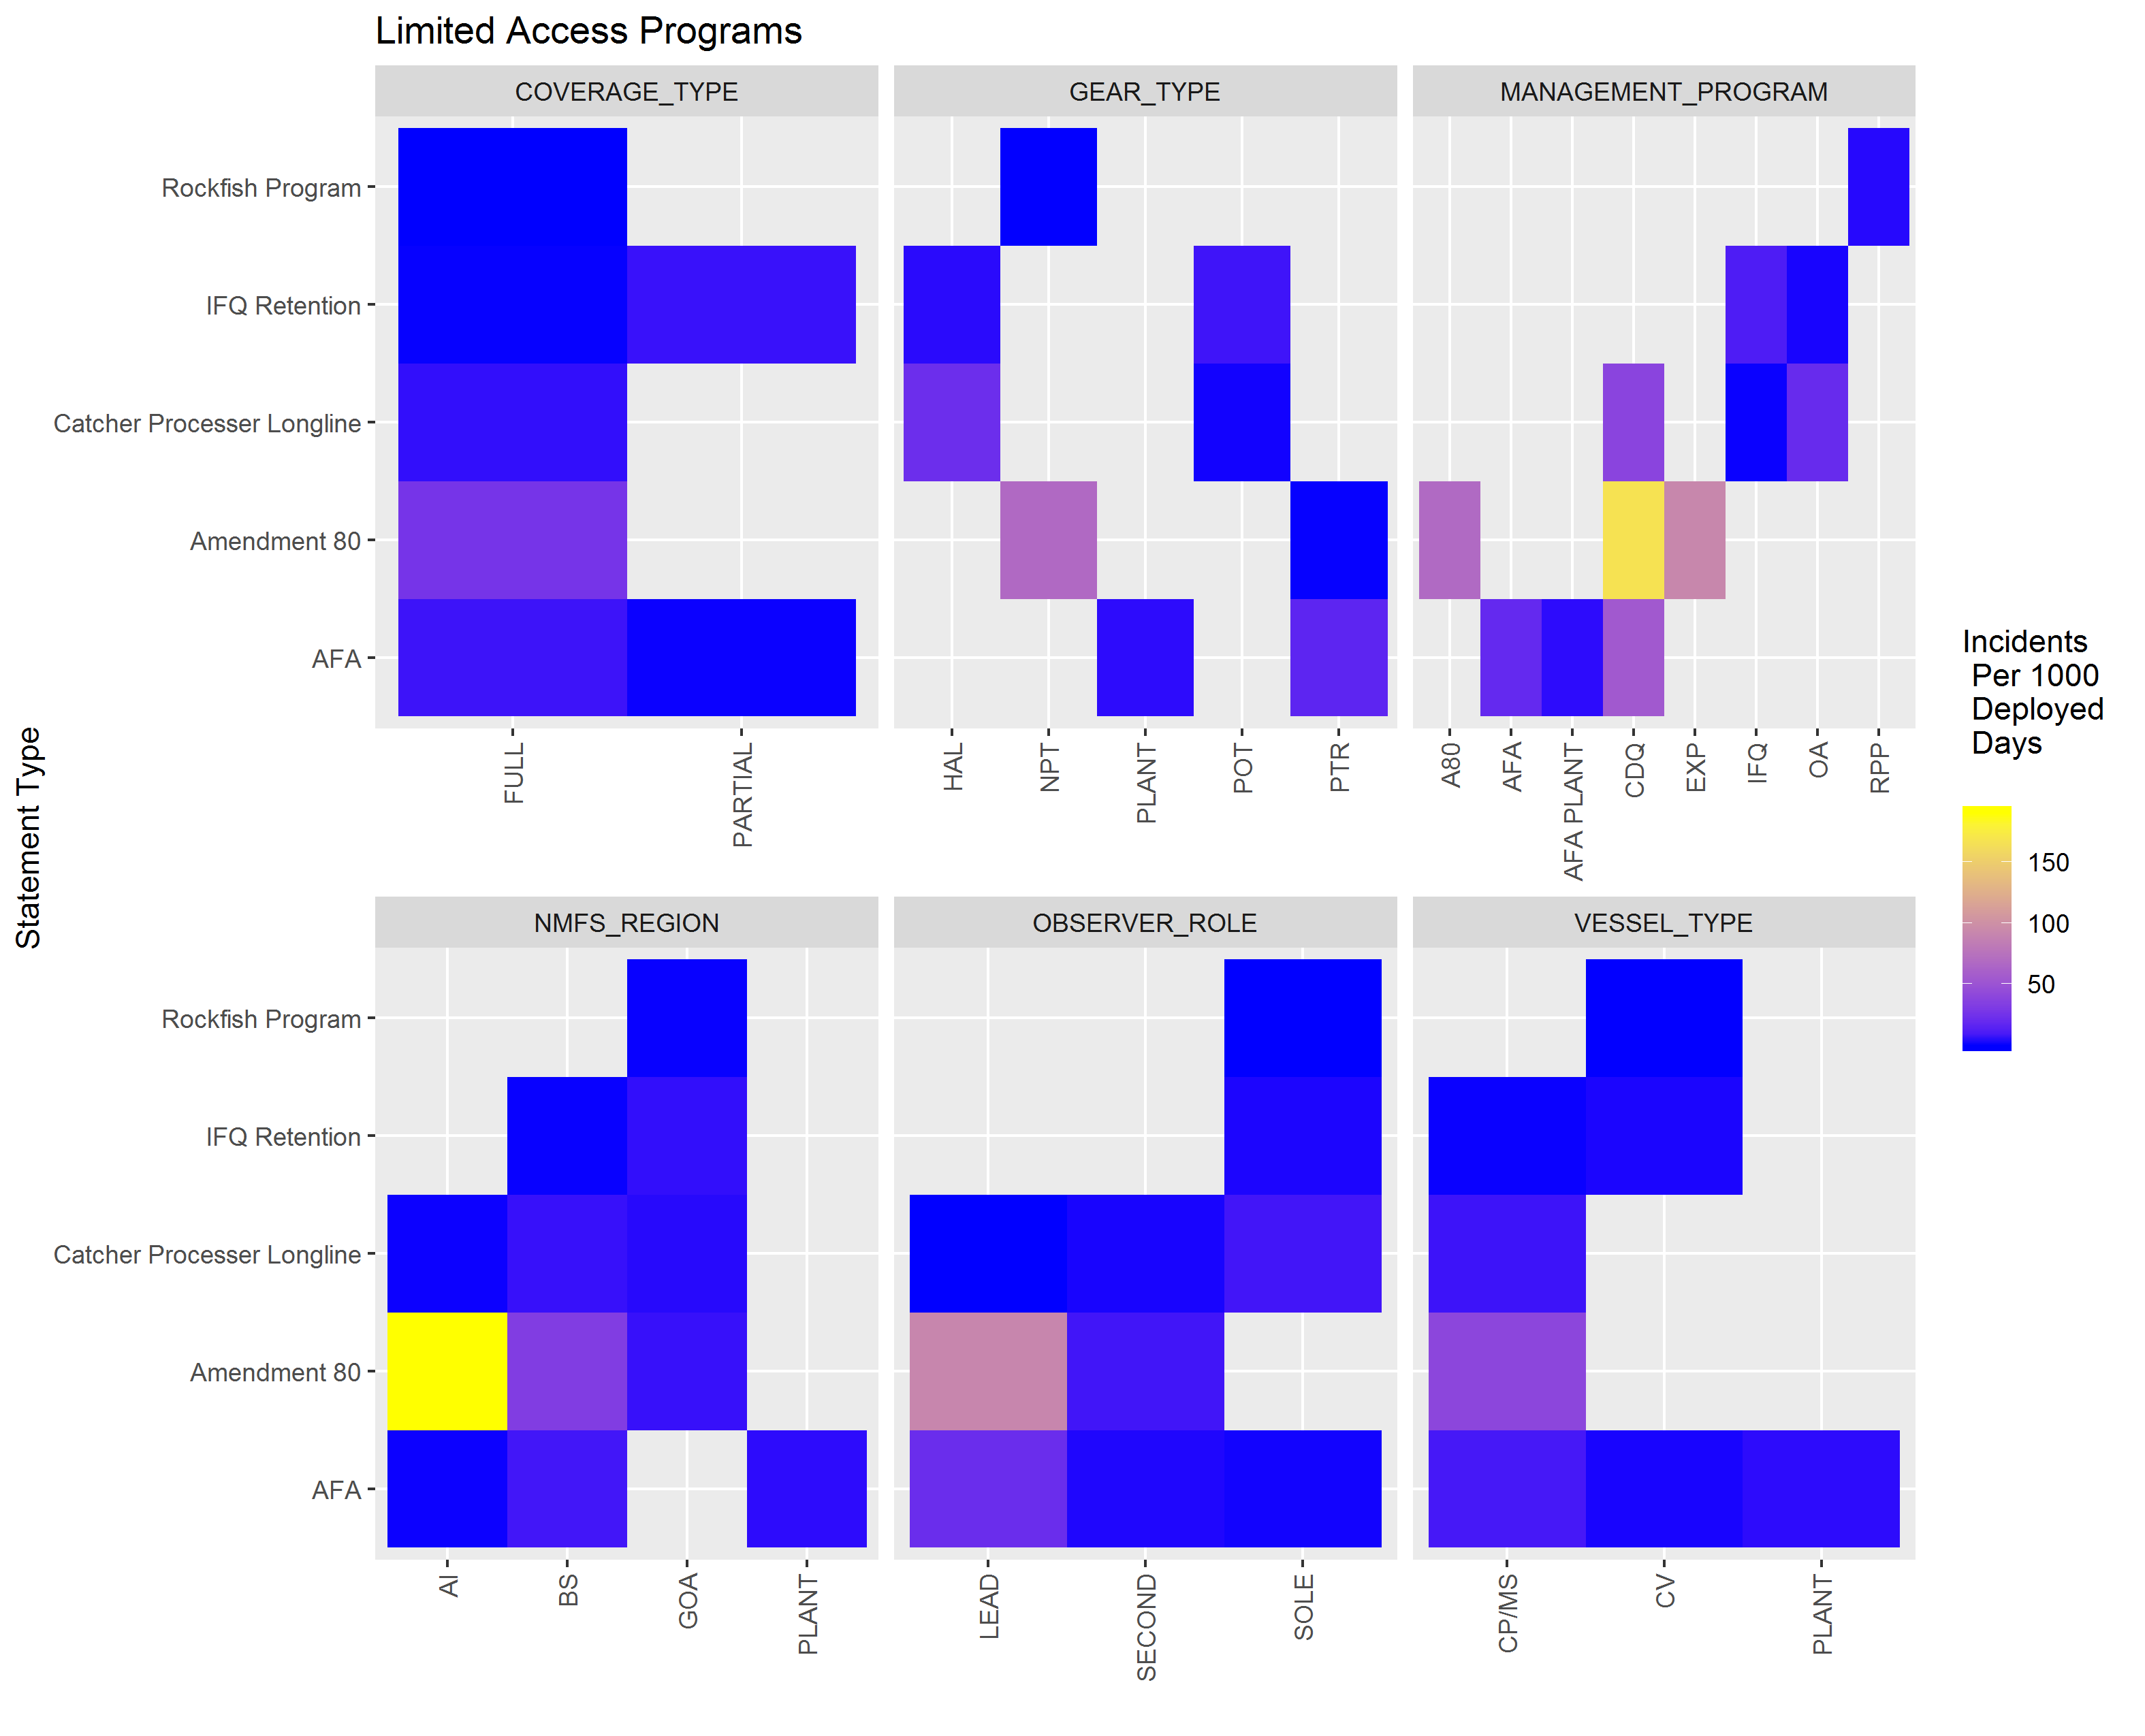 Limited Access Programs
COVERAGE_TYPE
GEAR_TYPE
MANAGEMENT_PROGRAM
Rockfish Program
IFQ Retention
Catcher Processer Longline
Amendment 80
AFA
FULL
PARTIAL
HAL
NPT
PLANT
POT
PTR
A80
AFA
AFA PLANT
CDQ
EXP
IFQ
OA
RPP
Statement Type
NMFS_REGION
OBSERVER_ROLE
VESSEL_TYPE
Rockfish Program
IFQ Retention
Catcher Processer Longline
Amendment 80
AFA
AI
BS
GOA
PLANT
LEAD
SECOND
SOLE
CP/MS
CV
PLANT
Incidents
Per 1000
Deployed
Days
150
100
50